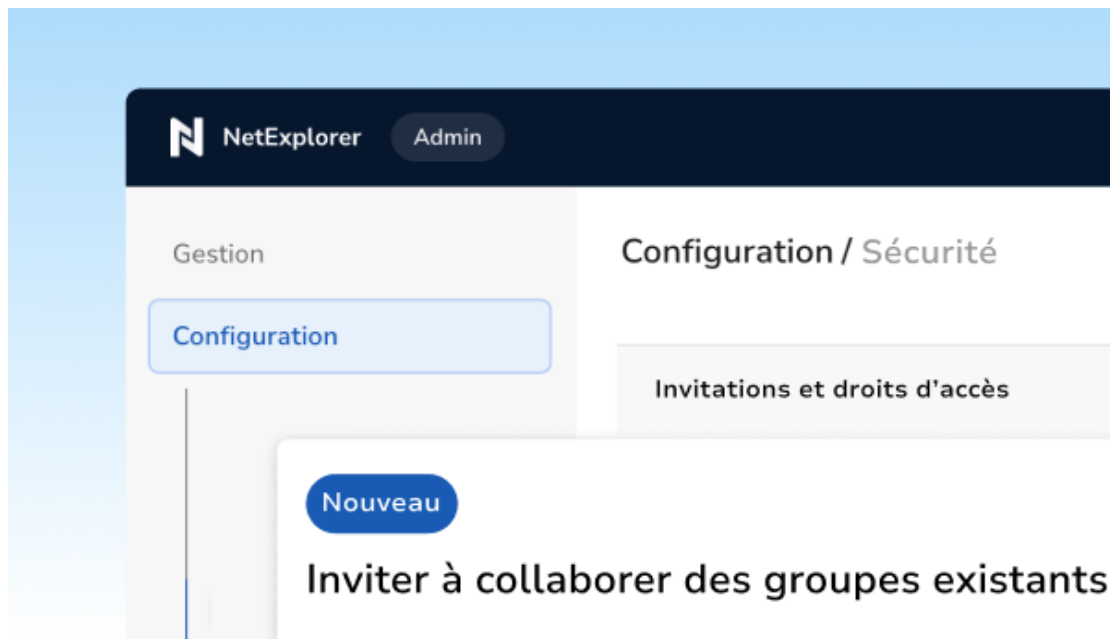 NetExplorer Admin
Gestion
Configuration / Sécurité
Configuration
Invitations et droits d'accès
Nouveau
Inviter à collaborer des groupes existants